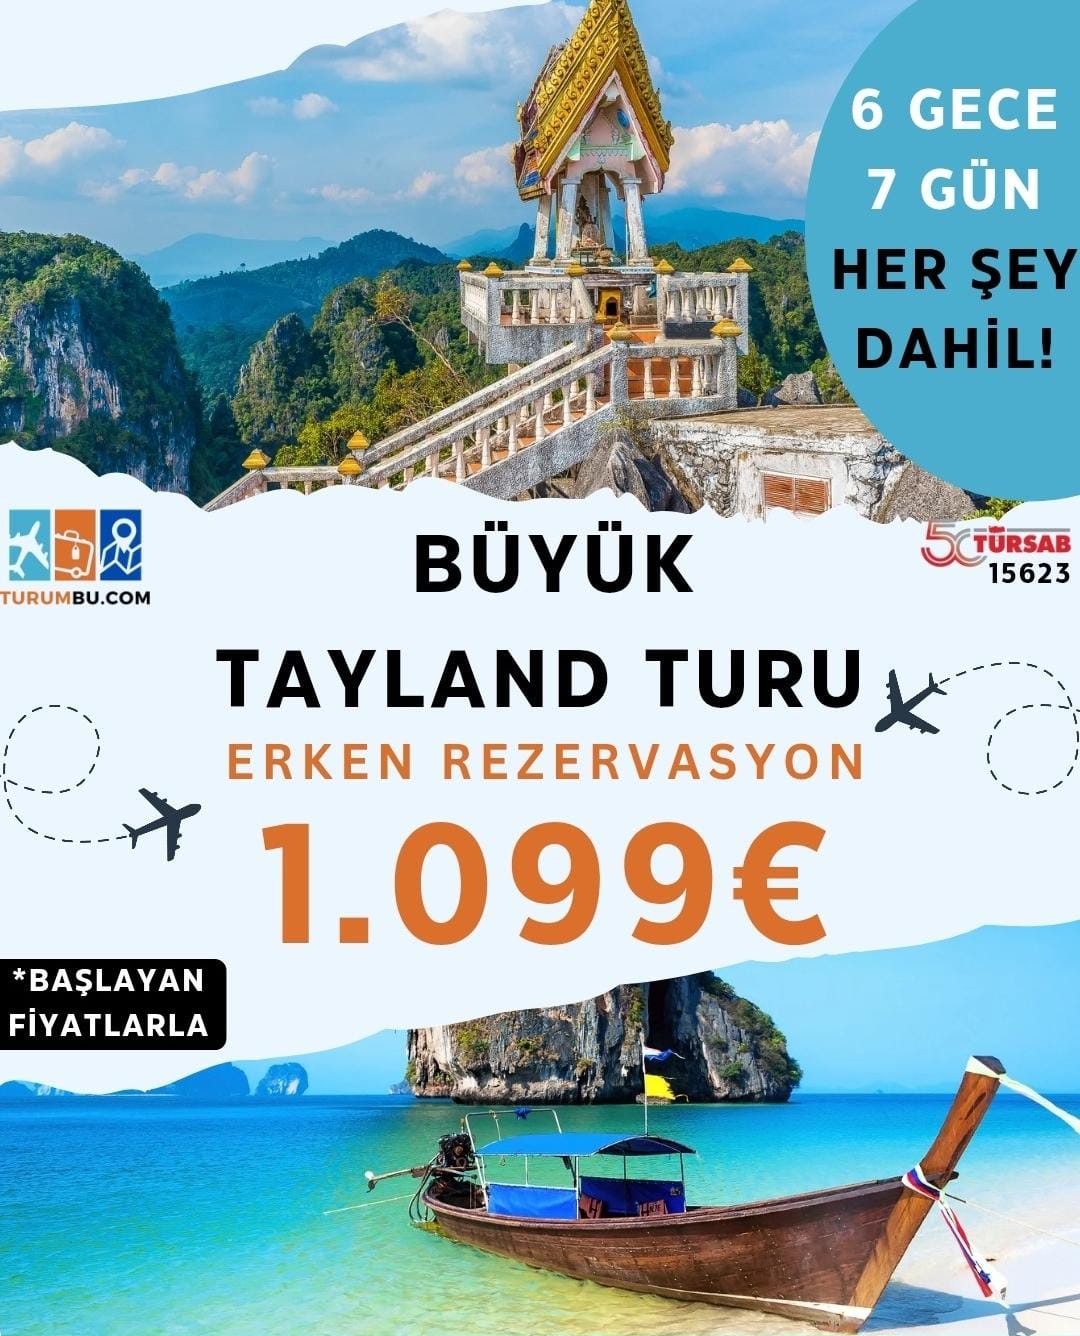 6 GECE
7 GÜN
HER ŞEY
DAHİL!
TURUMBU.COM
50 TÜRSAB
15623
BÜYÜK
TAYLAND TURU
ERKEN REZERVASYON
1.099€
*BAŞLAYAN
FİYATLARLA